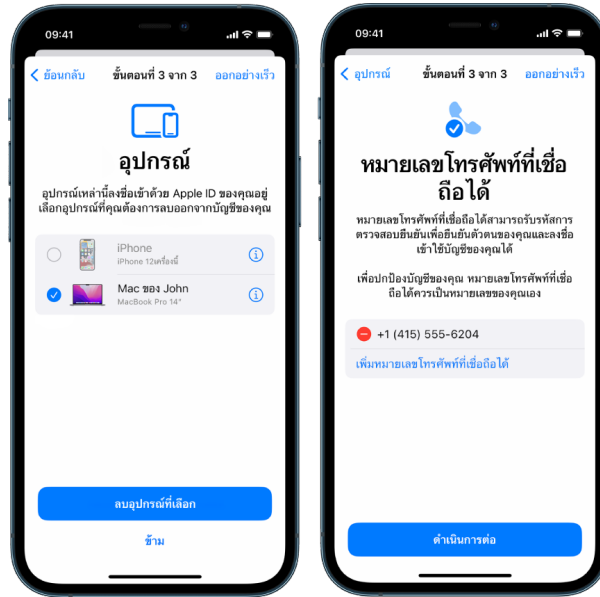 09:41
ย้อนกลับ
ขั้นตอนที่ 3 จาก 3
ออกอย่างเร็ว
อุปกรณ์
อุปกรณ์เหล่านี้ลงชื่อเข้าด้วย Apple ID ของคุณอยู่
เลือกอุปกรณ์ที่คุณต้องการลบออกจากบัญชีของคุณ
iPhone
iPhone 12เครื่องนี้
Mac ของ John
MacBook Pro 14"
ลบอุปกรณ์ที่เลือก
ข้าม
09:41
อุปกรณ์
ขั้นตอนที่ 3 จาก 3
ออกอย่างเร็ว
หมายเลขโทรศัพท์ที่เชื่อ
ถือได้
หมายเลขโทรศัพท์ที่เชื่อถือได้สามารถรับรหัสการ
ตรวจสอบยืนยันเพื่อยืนยันตัวตนของคุณและลงชื่อ
เข้าใช้บัญชีของคุณได้
เพื่อปกป้องบัญชีของคุณ หมายเลขโทรศัพท์ที่เชื่อ
ถือได้ควรเป็นหมายเลขของคุณเอง
+1 (415) 555-6204
เพิ่มหมายเลขโทรศัพท์ที่เชื่อถือได้
ดำเนินการต่อ